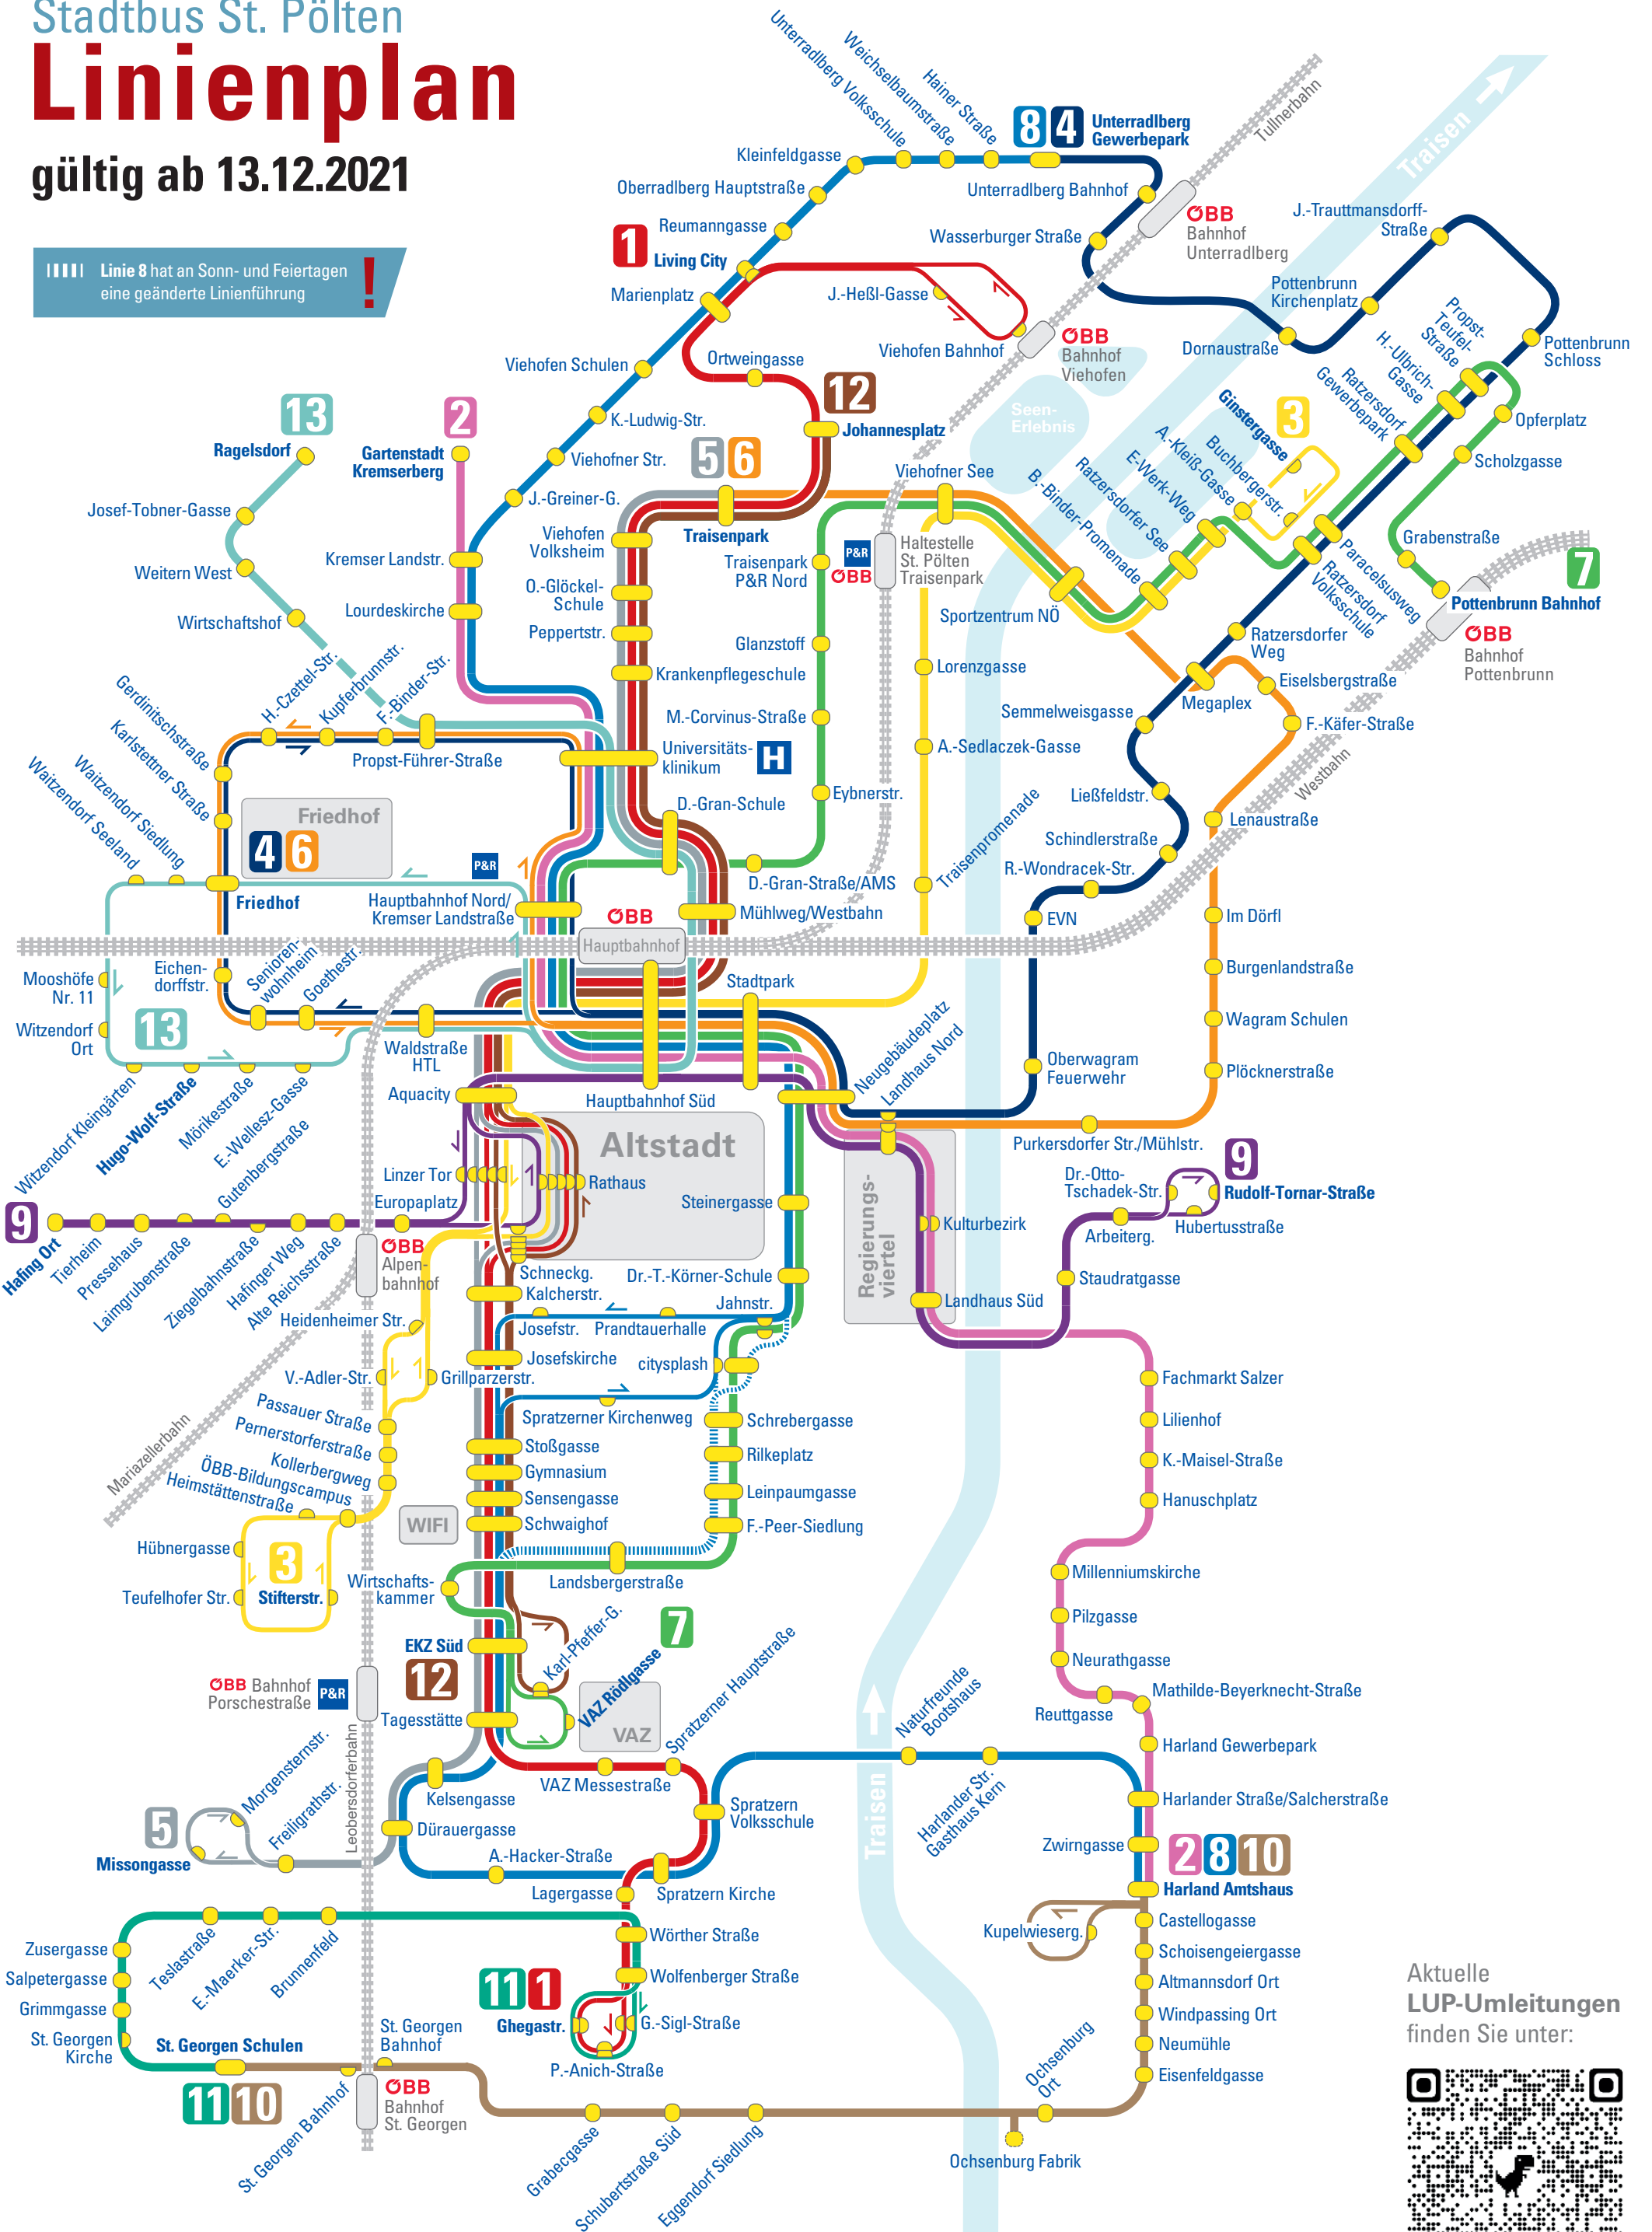 Stadtbus St. Pölten
Linienplan
gültig ab 13.12.2021
Linie 8 hat an Sonn- und Feiertagen
eine geänderte Linienführung
!
Unterradlberg Volksschule
Weichselbaumstraße
Hainer Straße
8 4
Unterradlberg
Gewerbepark
Tullnerbahn
Traisen
Kleinfeldgasse
Oberradlberg Hauptstraße
Unterradlberg Bahnhof
Reumanngasse
ÖBB
Bahnhof
Unterradlberg
J.-Trauttmansdorff-
Straße
Wasserburger Straße
1
Living City
Marienplatz
J.-Heßl-Gasse
Pottenbrunn
Kirchenplatz
Viehofen Bahnhof
ÖBB
Bahnhof
Viehofen
Dornaustraße
Propst-
Teufel-
Straße
Pottenbrunn
Schloss
H.-Ulbrich-
Gasse
Ratzersdorf
Gewerbepark
Viehofen Schulen
Ortweingasse
12
Johannesplatz
Seen-
Erlebnis
Ginstergasse
3
Opferplatz
Scholzgasse
13
Ragelsdorf
2
Gartenstadt
Kremserberg
K.-Ludwig-Str.
Viehofner Str.
5 6
Viehofner See
A.-Kleiß-Gasse
Buchbergerstr.
E-Werk-Weg
Ratzersdorfer See
B.-Binder-Promenade
Josef-Tobner-Gasse
J.-Greiner-G.
Traisenpark
Viehofen
Volksheim
Traisenpark
P&R Nord
P&R
ÖBB
Haltestelle
St. Pölten
Traisenpark
Grabenstraße
7
Pottenbrunn Bahnhof
ÖBB
Bahnhof
Pottenbrunn
Paracelsusweg
Ratzersdorf
Volksschule
Weitern West
Kremser Landstr.
O.-Glöckel-
Schule
Lourdeskirche
Wirtschaftshof
Peppertstr.
Glanzstoff
Sportzentrum NÖ
Ratzersdorfer
Weg
Krankenpflegeschule
Lorenzgasse
Eiselsbergstraße
Megaplex
Gerdinitschstraße
Karlstettner Straße
H.-Czettel-Str.
Kupferbrunnstr.
F.-Binder-Str.
M.-Corvinus-Straße
Semmelweisgasse
F.-Käfer-Straße
Propst-Führer-Straße
Universitäts-
klinikum
H
A.-Sedlaczek-Gasse
Westbahn
Waitzendorf Siedlung
Waitzendorf Seeland
Friedhof
4 6
D.-Gran-Schule
Eybnerstr.
Ließfeldstr.
Lenaustraße
Schindlerstraße
R.-Wondracek-Str.
P&R
D.-Gran-Straße/AMS
Traisenpromenade
Friedhof
Hauptbahnhof Nord/
Kremser Landstraße
ÖBB
Hauptbahnhof
Mühlweg/Westbahn
EVN
Im Dörfl
Mooshöfe
Nr. 11
Eichen-
dorffstr.
Senioren-
wohnheim
Goethestr.
Stadtpark
Burgenlandstraße
Witzendorf
Ort
13
Waldstraße
HTL
Neugebäudeplatz
Landhaus Nord
Wagram Schulen
Oberwagram
Feuerwehr
Plöcknerstraße
Aquacity
Hauptbahnhof Süd
Witzendorf Kleingärten
Hugo-Wolf-Straße
Mörikestraße
E.-Wellesz-Gasse
Gutenbergstraße
Altstadt
Purkersdorfer Str./Mühlstr.
9
Linzer Tor
Rathaus
Dr.-Otto-
Tschadek-Str.
Rudolf-Tornar-Straße
Europaplatz
Steinergasse
Regierungs-
viertel
Kulturbezirk
Arbeiterg.
Hubertusstraße
9
Hafing Ort
Tierheim
Pressehaus
Laimgrubenstraße
Ziegelbahnstraße
Hafinger Weg
Alte Reichsstraße
ÖBB
Alpen-
bahnhof
Schneckg.
Kalcherstr.
Dr.-T.-Körner-Schule
Staudratgasse
Jahnstr.
Landhaus Süd
Heidenheimer Str.
Josefstr.
Prandtauerhalle
Josefskirche
citysplash
V.-Adler-Str.
Grillparzerstr.
Fachmarkt Salzer
Passauer Straße
Spratzerner Kirchenweg
Schrebergasse
Lilienhof
Pernerstorferstraße
Stoßgasse
Rilkeplatz
K.-Maisel-Straße
Kollerbergweg
Gymnasium
Mariazellerbahn
ÖBB-Bildungscampus
Heimstättenstraße
Sensengasse
Leinpaumgasse
Hanuschplatz
WIFI
Schwaighof
F.-Peer-Siedlung
Hübnergasse
3
Stifterstr.
Teufelhofer Str.
Wirtschafts-
kammer
Landsbergerstraße
Millenniumskirche
Pilgasse
EKZ Süd
12
Karl-Pfeffer-G.
7
VAZ Rödlgasse
VAZ
Neurathgasse
ÖBB Bahnhof
Porschestraße
P&R
Tagesstätte
Spratzerner Hauptstraße
Naturfreunde
Bootshaus
Mathilde-Beyerknecht-Straße
Reuttgasse
Leobersdorferbahn
Harland Gewerbepark
Morgensternstr.
Freiligrathstr.
VAZ Messestraße
Kelsengasse
Harlander Str.
Gasthaus Kern
Traisen
Harlander Straße/Salcherstraße
5
Missongasse
Dürauergasse
Spratzern
Volksschule
A.-Hacker-Straße
Zwirngasse
2 8 10
Harland Amtshaus
Lagergasse
Spratzern Kirche
Castellogasse
Kupelwieserg.
Wörther Straße
Schoisengeiergasse
Zusergasse
Teslastraße
E.-Maerker-Str.
Brunnenfeld
Salpetergasse
Wolfenberger Straße
Altmannsdorf Ort
Grimmgasse
11 1
Ghegastr.
G.-Sigl-Straße
Windpassing Ort
St. Georgen
Kirche
St. Georgen Schulen
St. Georgen
Bahnhof
P.-Anich-Straße
Neumühle
Eisenfeldgasse
11 10
St. Georgen Bahnhof
ÖBB
Bahnhof
St. Georgen
Ochsenburg
Ort
Grabecgasse
Schubertstraße Süd
Eggendorf Siedlung
Ochsenburg Fabrik
Aktuelle
LUP-Umleitungen
finden Sie unter: